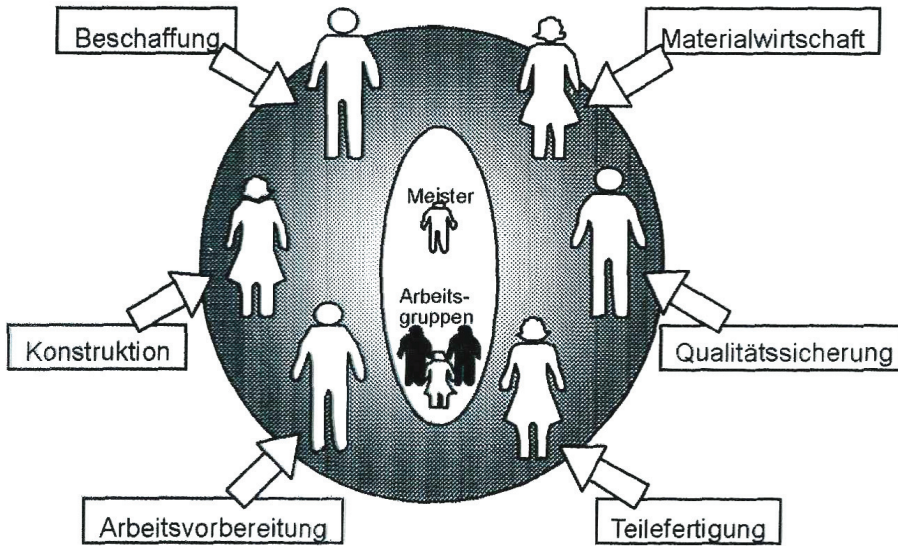 Beschaffung
Materialwirtschaft
Meister
Arbeits-
gruppen
Konstruktion
Qualitätssicherung
Arbeitsvorbereitung
Teilefertigung